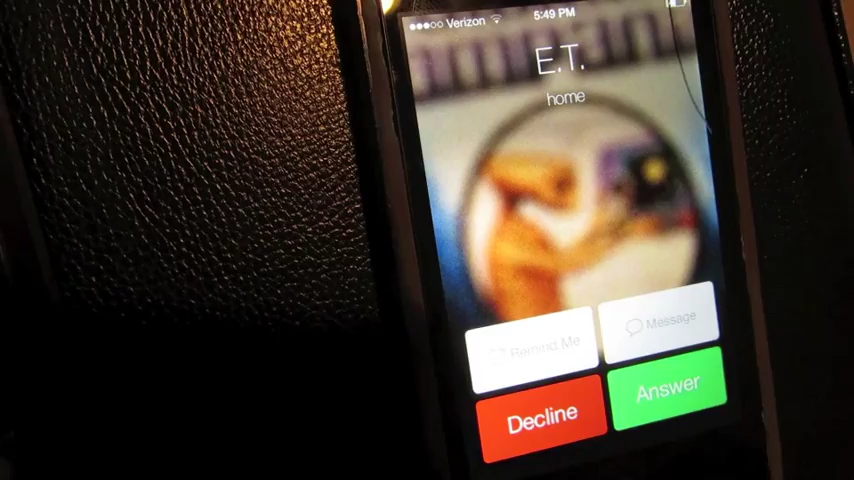 Verizon
5:49 PM
E.T.
home
Remind Me
Message
Decline
Answer